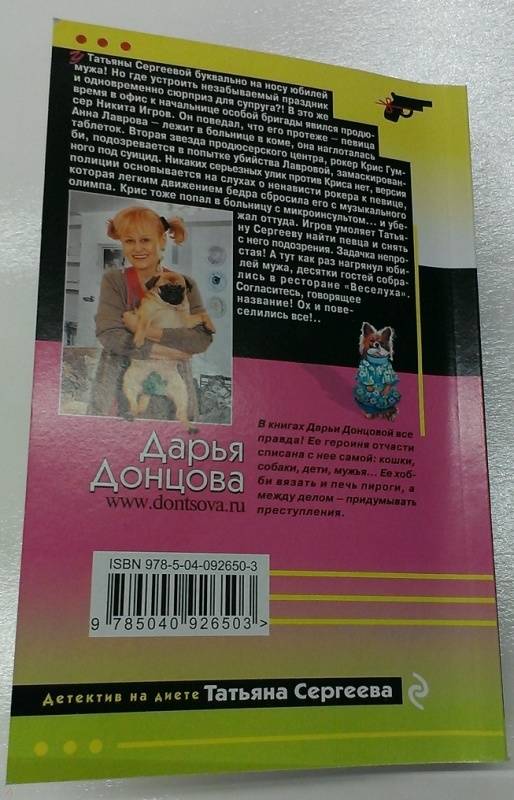 У Татьяны Сергеевой буквально на носу юбилей
мужа! Но где устроить незабываемый праздник
и одновременно сюрприз для супруга?! В это же
время в офис к начальнице особой бригады явился продю-
сер Никита Игров. Он поведал, что его протеже – певица
Анна Лаврова – лежит в больнице в коме, она наглоталась
таблеток. Вторая звезда продюсерского центра, рокер Крис Гум-
би, подозревается в попытке убийства Лавровой, замаскирован-
ного под суицид. Никаких серьезных улик против Криса нет, версия
полиции основывается на слухах о ненависти рокера к певице,
которая легким движением бедра сбросила его с музыкального
олимпа. Крис тоже попал в больницу с микроинсультом... и убе-
жал оттуда. Игров умоляет Татья-
ну Сергееву найти певца и снять
с него подозрения. Задачка непро-
стая! А тут как раз нагрянул юби-
лей мужа, десятки гостей собра-
лись в ресторане «Веселуха».
Согласитесь, говорящее
название! Ох и пове-
селились все!..
В книгах Дарьи Донцовой все
правда! Ее героиня отчасти
списана с нее самой: кошки,
собаки, дети, мужья... Ее хоб-
би вязать и печь пироги, а
между делом – придумывать
преступления.
Дарья
Донцова
www.dontsova.ru
ISBN 978-5-04-092650-3
9 785040 926503 >
Детектив на диете Татьяна Сергеева